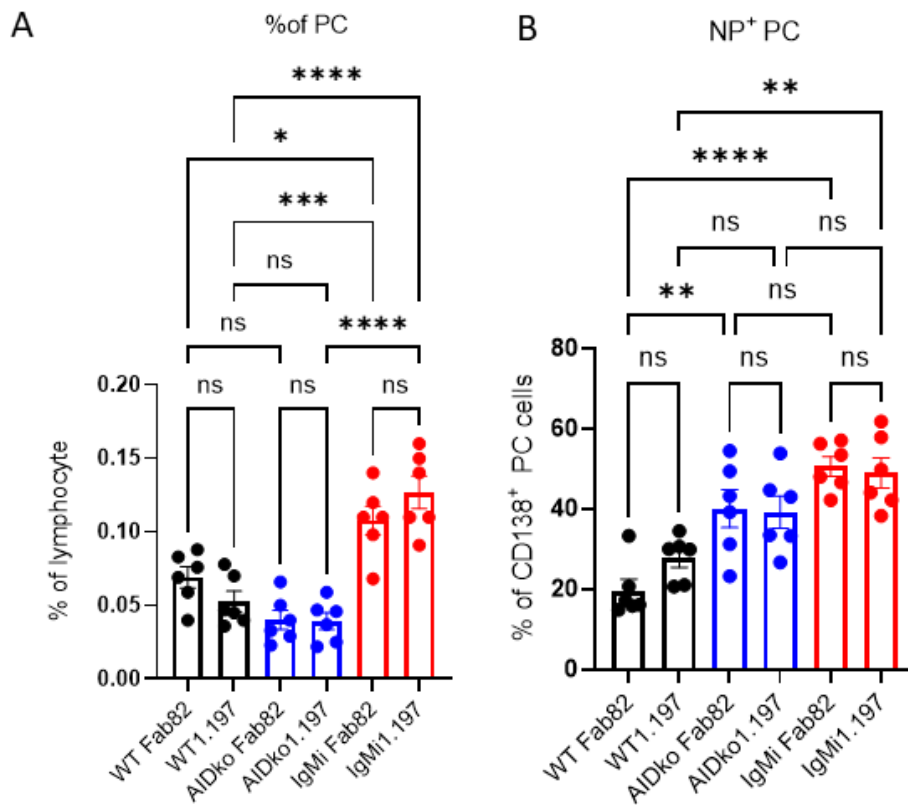 A
%of PC
****
*
***
ns
ns
****
ns
ns
ns
0.20
0.15
0.10
0.05
0.00
% of lymphocyte
WT Fab82
WT1.197
AIDko Fab82
AIDko1.197
IgMi Fab82
IgMi1.197
B
NP⁺ PC
**
****
ns
ns
**
ns
ns
ns
ns
80
60
40
20
0
% of CD138⁺ PC cells
WT Fab82
WT1.197
AIDko Fab82
AIDko1.197
IgMi Fab82
IgMi1.197